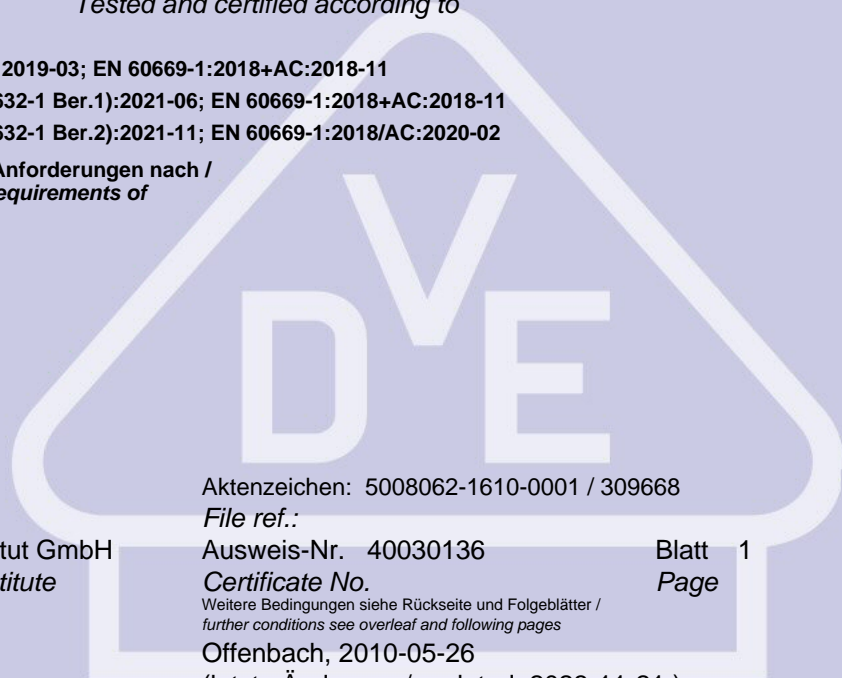 Tested and certified according to
2019-03; EN 60669-1:2018+AC:2018-11
632-1 Ber.1):2021-06; EN 60669-1:2018+AC:2018-11
632-1 Ber.2):2021-11; EN 60669-1:2018/AC:2020-02
Anforderungen nach /
equirements of
V
D E
Aktenzeichen: 5008062-1610-0001 / 309668
File ref.:
tut GmbH Ausweis-Nr. 40030136 Blatt 1
titute Certificate No. Page
Weitere Bedingungen siehe Rückseite und Folgeblätter /
further conditions see overleaf and following pages
Offenbach, 2010-05-26